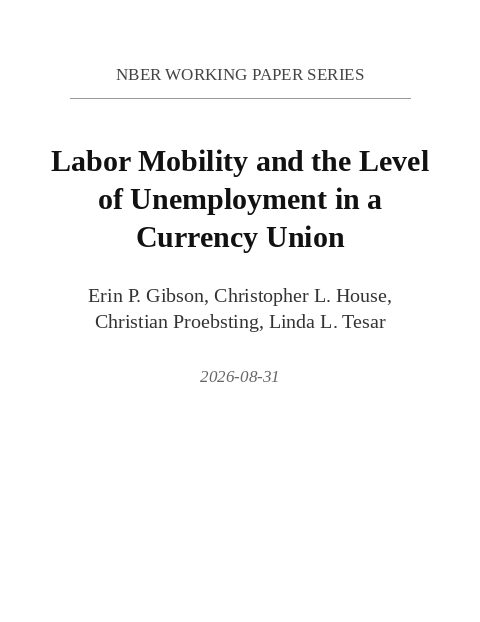 NBER WORKING PAPER SERIES
Labor Mobility and the Level
of Unemployment in a
Currency Union
Erin P. Gibson, Christopher L. House,
Christian Proebsting, Linda L. Tesar
2026-08-31